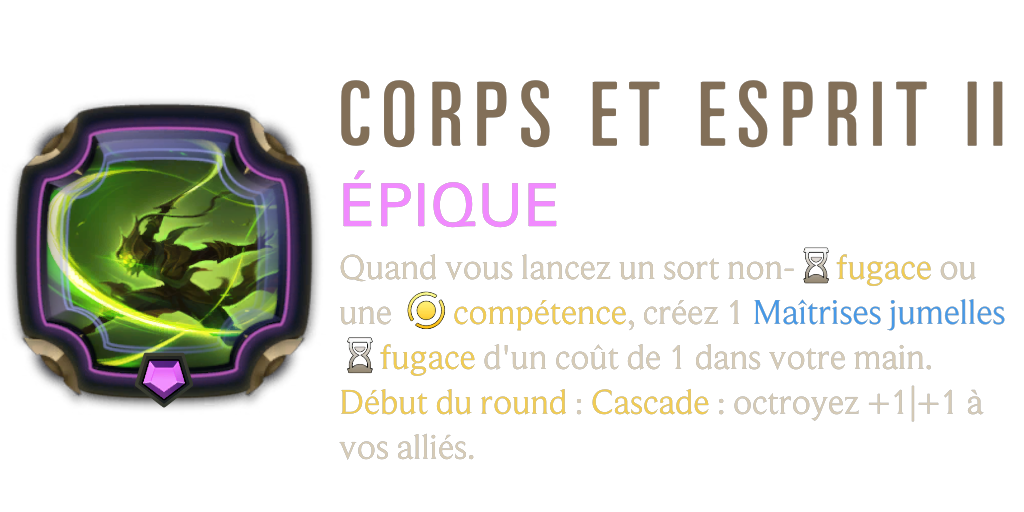 CORPS ET ESPRIT II
ÉPIQUE
Quand vous lancez un sort non- fugace ou
une compétence, créez 1 Maîtrises jumelles
fugace d'un coût de 1 dans votre main.
Début du round : Cascade : octroyez +1|+1 à
vos alliés.